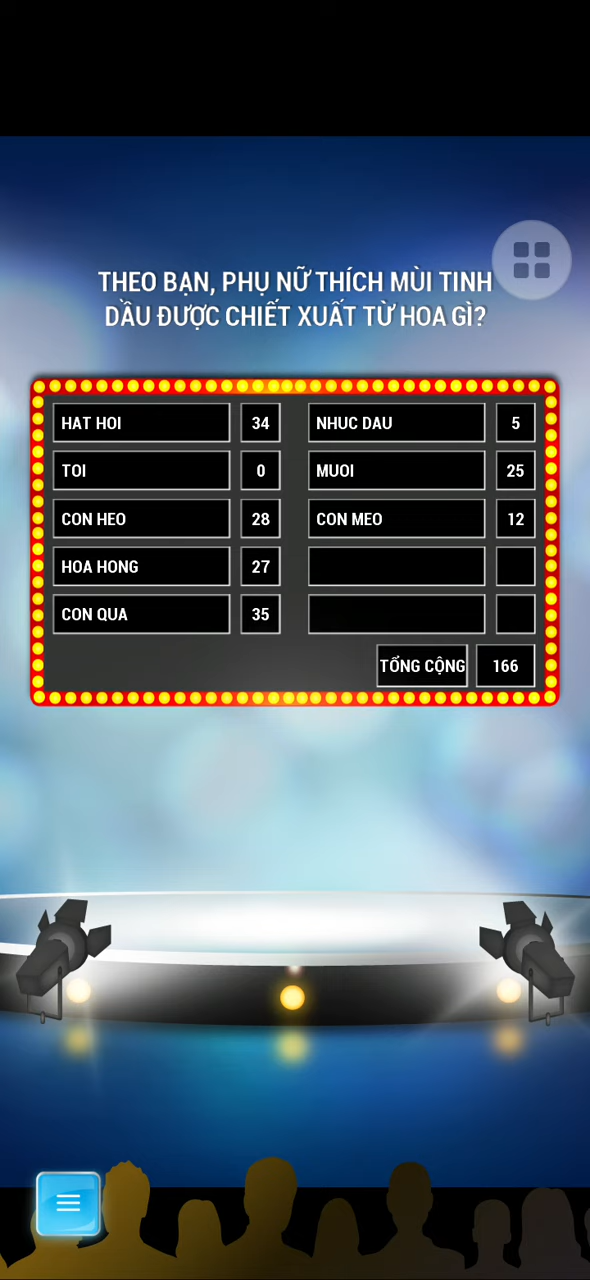 THEO BẠN, PHỤ NỮ THÍCH MÙI TINH
DẦU ĐƯỢC CHIẾT XUẤT TỪ HOA GÌ?
HAT HOI 34
NHUC DAU 5
TOI 0
MUOI 25
CON HEO 28
CON MEO 12
HOA HONG 27
CON QUA 35
TỔNG CỘNG 166